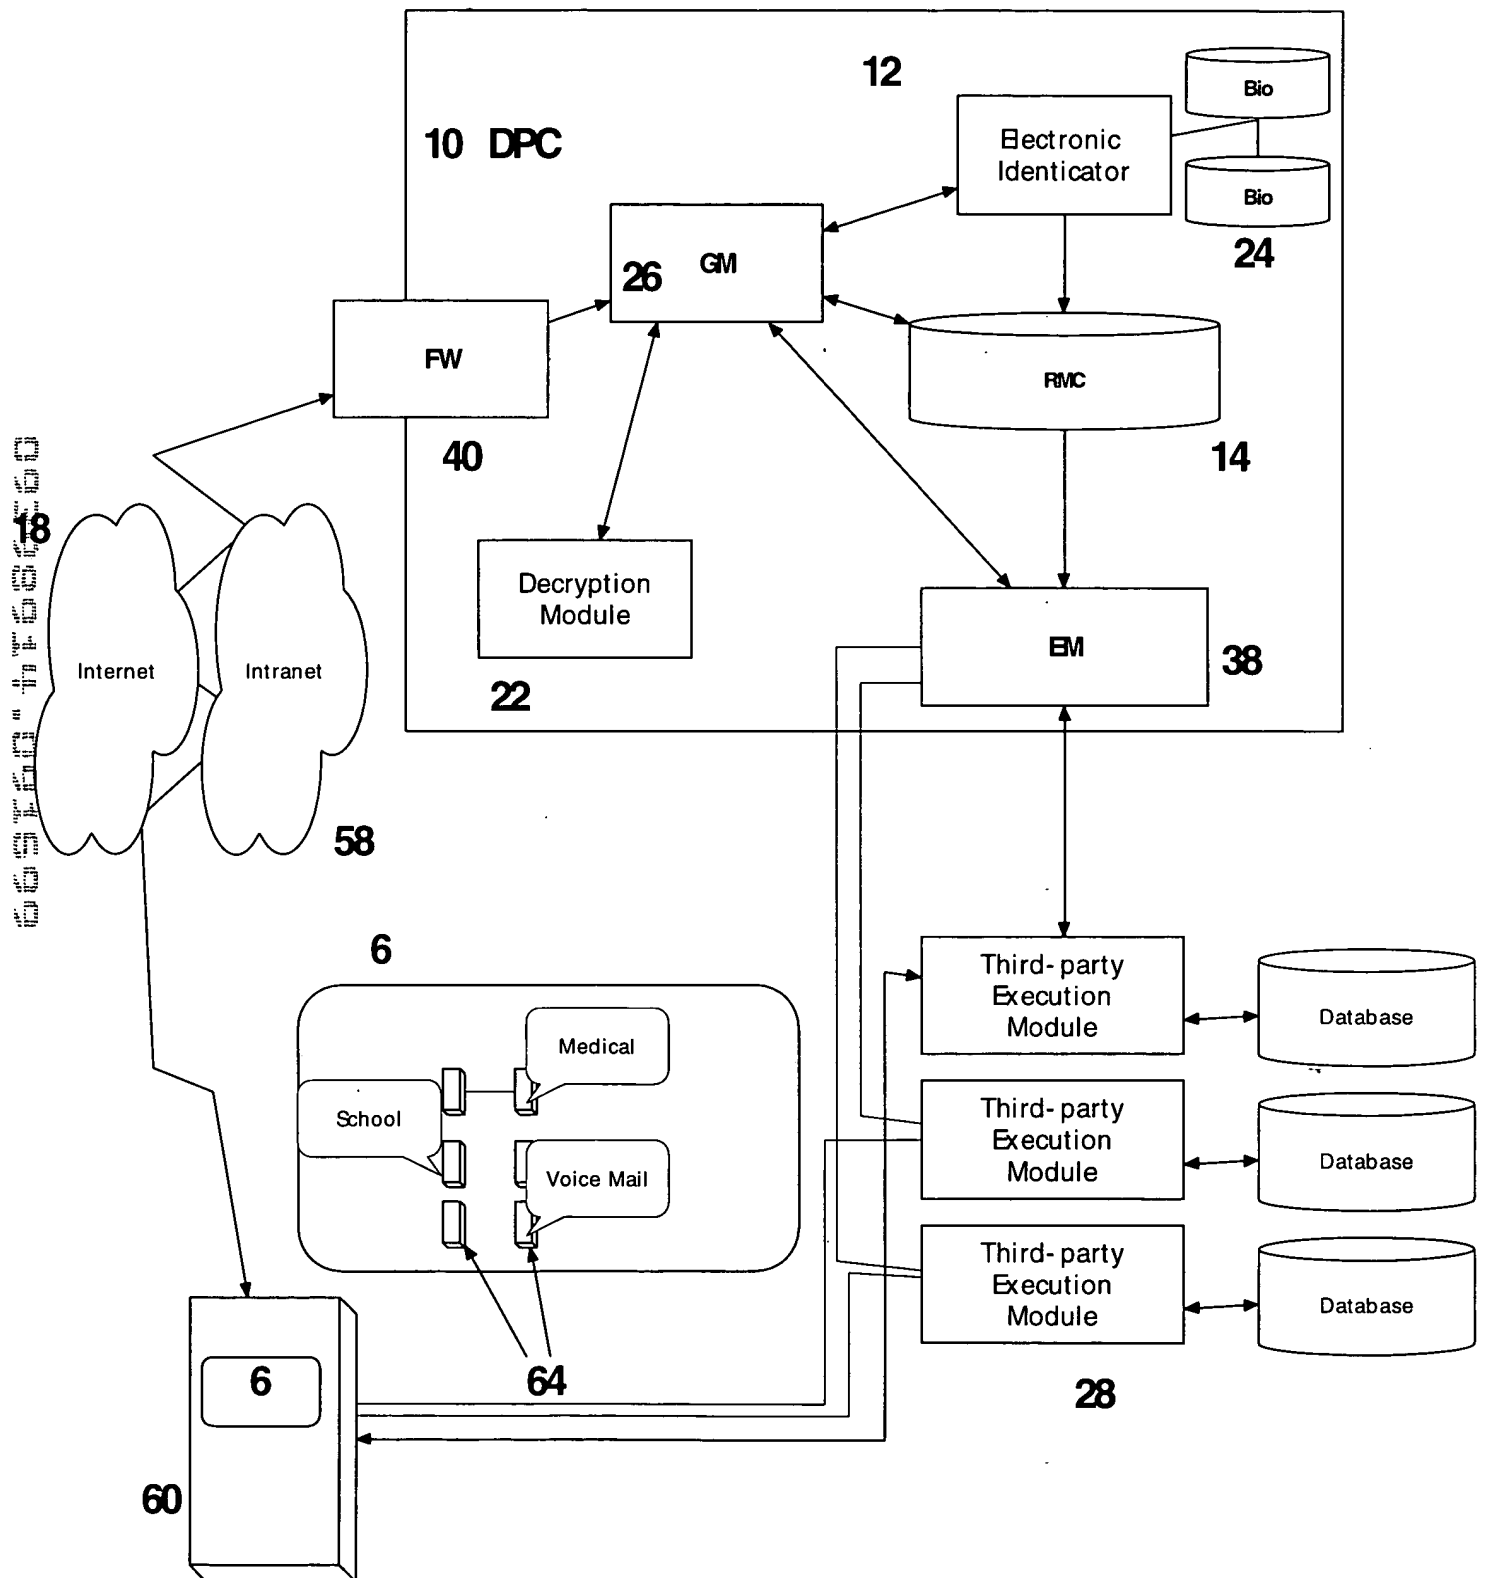 12
Bio
10 DPC
Electronic
Identicator
Bio
24
26
GM
FW
RMC
40
14
18
Decryption
Module
EM
38
Internet
Intranet
22
58
6
Third-party
Execution
Module
Database
Medical
School
Third-party
Execution
Module
Database
Voice Mail
Third-party
Execution
Module
Database
6
64
28
60